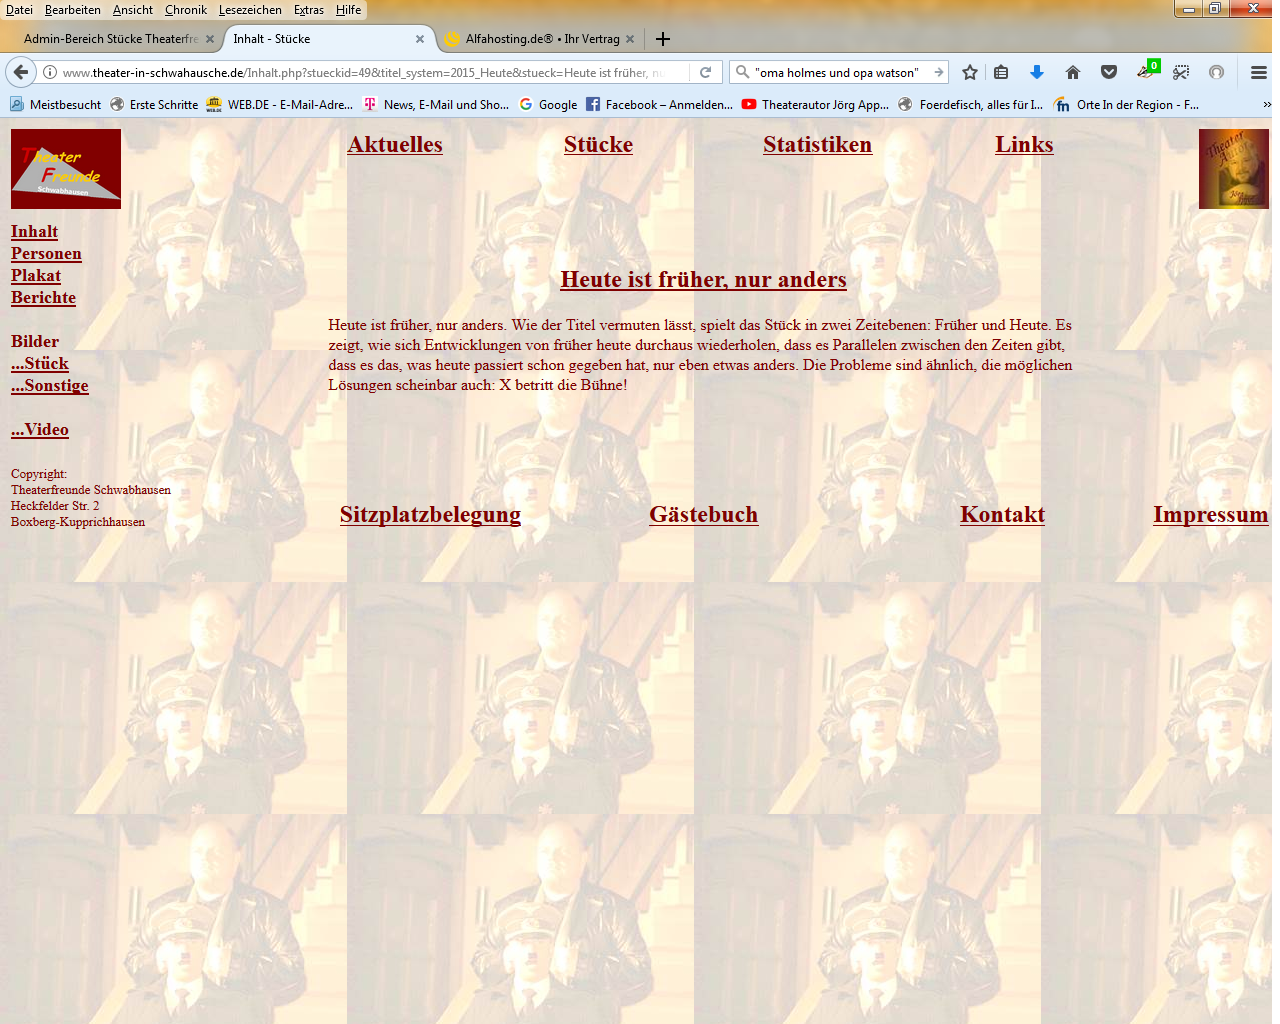 Datei Bearbeiten Ansicht Chronik Lesezeichen Extras Hilfe
Admin-Bereich Stücke Theaterfre
Inhalt - Stücke
Alfahosting.de® • Ihr Vertrag
www.theater-in-schwahausche.de/Inhalt.php?stueckid=49&titel_system=2015_Heute&stueck=Heute ist früher, nu
"oma holmes und opa watson"
0
Meistbesucht Erste Schritte WEB.DE - E-Mail-Adre... News, E-Mail und Sho... Google Facebook – Anmelden... Theaterautor Jörg App... Foerdefisch, alles für I... Orte In der Region - F...
Theater
Freunde
Schwabhausen
Aktuelles Stücke Statistiken Links
Theater
Inhalt
Personen
Plakat
Berichte
Bilder
...Stück
...Sonstige
...Video
Copyright:
Theaterfreunde Schwabhausen
Heckfelder Str. 2
Boxberg-Kupprichhausen
Heute ist früher, nur anders
Heute ist früher, nur anders. Wie der Titel vermuten lässt, spielt das Stück in zwei Zeitebenen: Früher und Heute. Es
zeigt, wie sich Entwicklungen von früher heute durchaus wiederholen, dass es Parallelen zwischen den Zeiten gibt,
dass es das, was heute passiert schon gegeben hat, nur eben etwas anders. Die Probleme sind ähnlich, die möglichen
Lösungen scheinbar auch: X betritt die Bühne!
Sitzplatzbelegung Gästebuch Kontakt Impressum